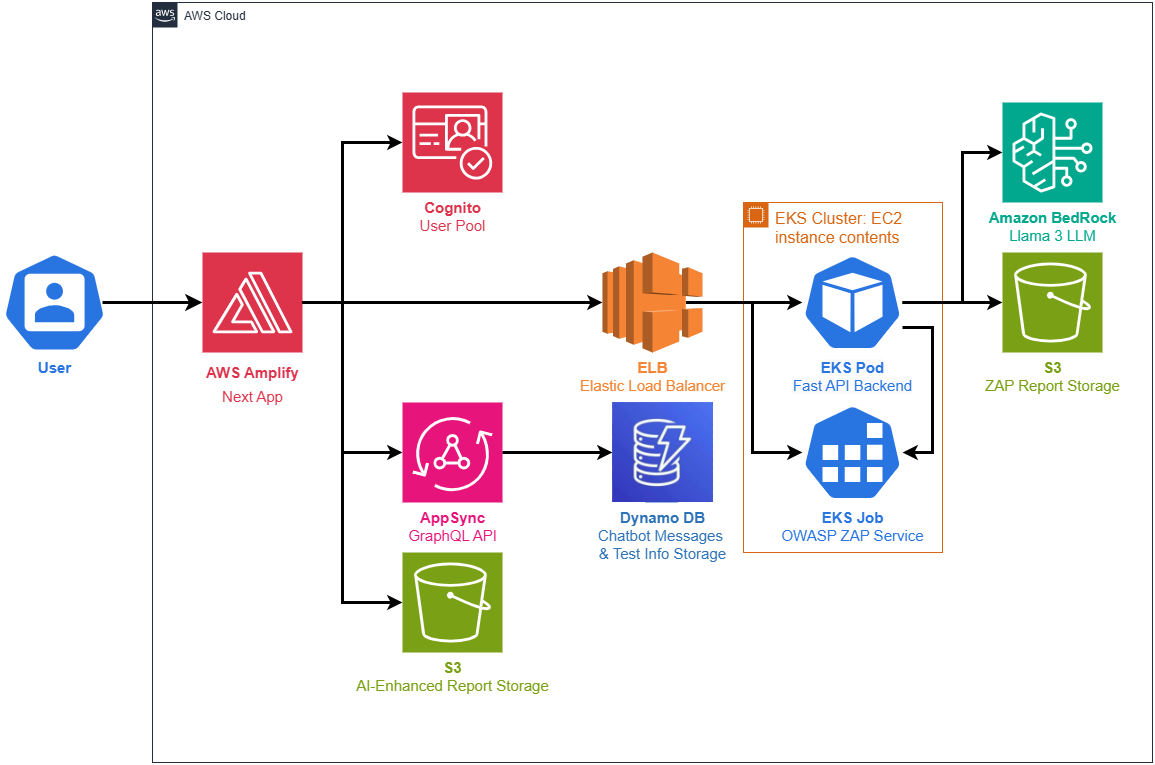 aws
AWS Cloud
Cognito
User Pool
Amazon BedRock
Llama 3 LLM
EKS Cluster: EC2
instance contents
User
AWS Amplify
Next App
ELB
Elastic Load Balancer
EKS Pod
Fast API Backend
S3
ZAP Report Storage
AppSync
GraphQL API
Dynamo DB
Chatbot Messages
& Test Info Storage
EKS Job
OWASP ZAP Service
S3
AI-Enhanced Report Storage